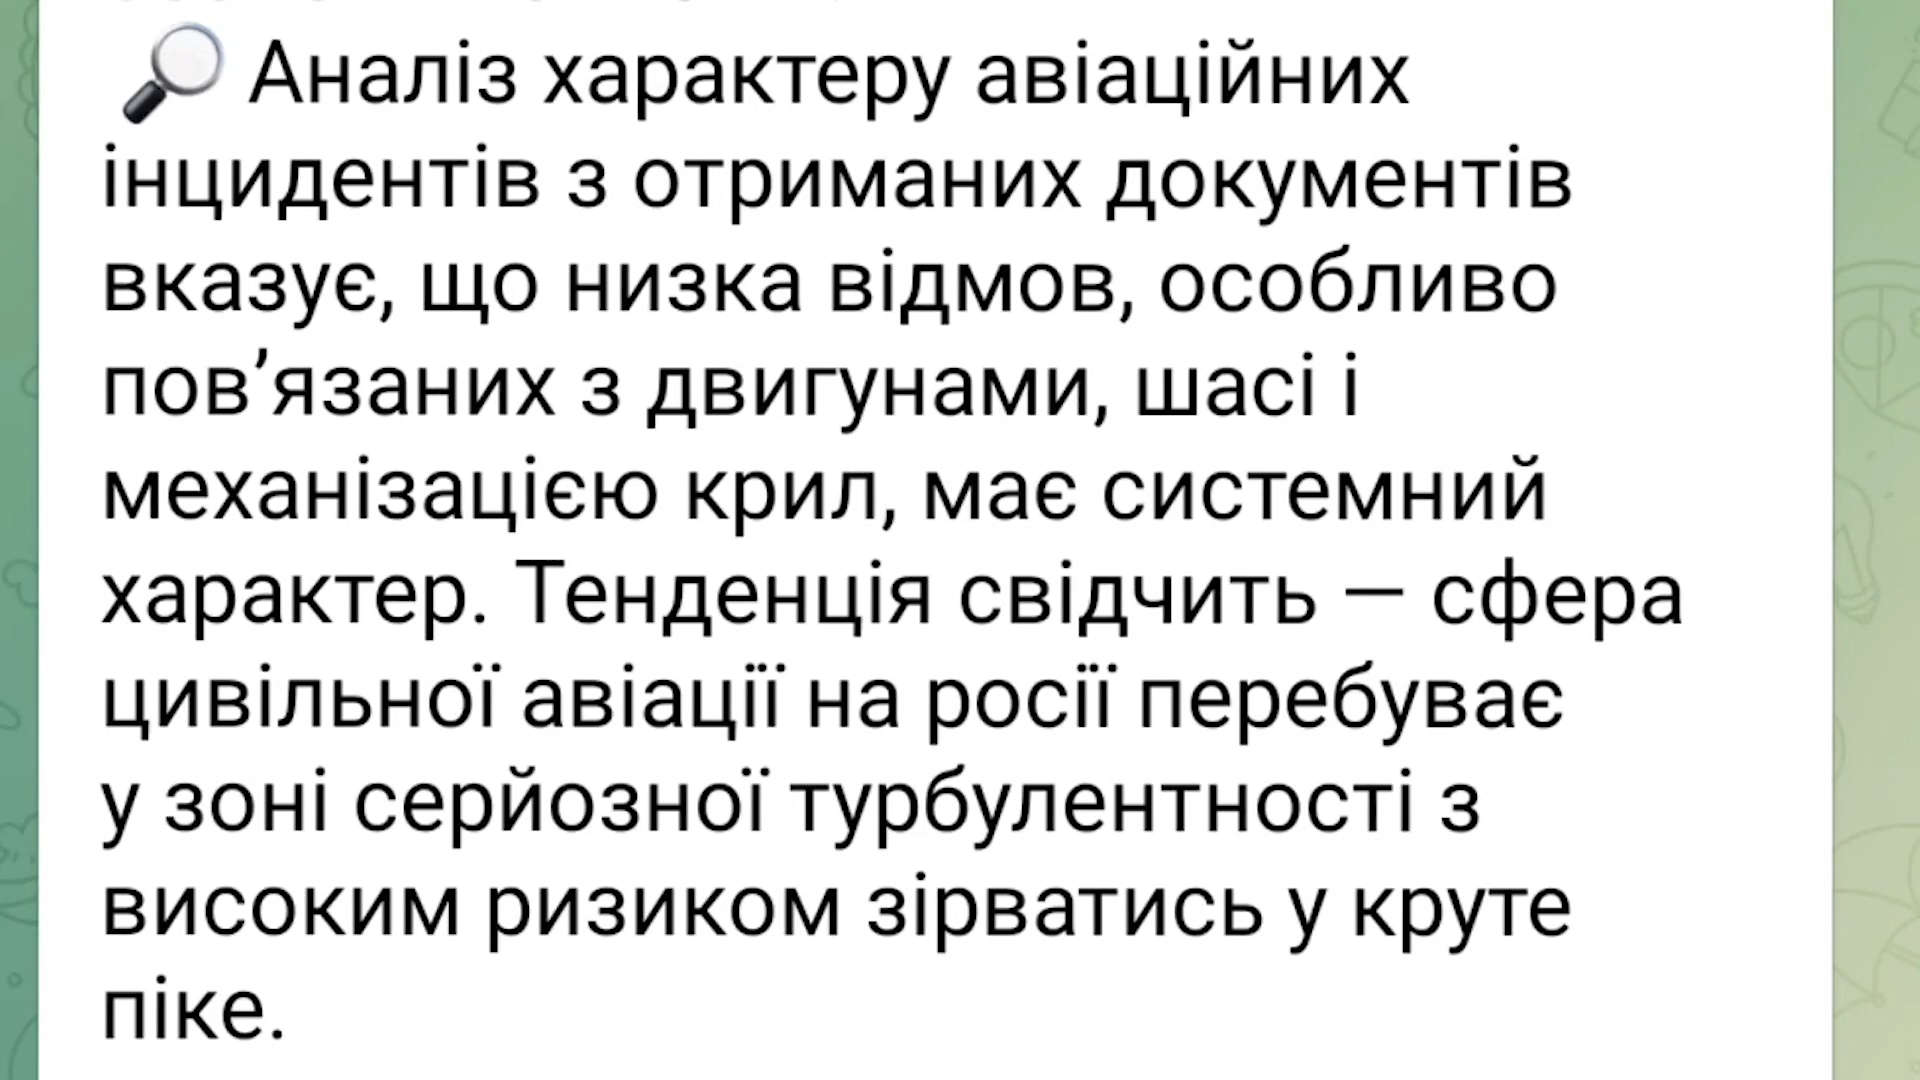 🔎 Аналіз характеру авіаційних
інцидентів з отриманих документів
вказує, що низка відмов, особливо
пов’язаних з двигунами, шасі і
механізацією крил, має системний
характер. Тенденція свідчить — сфера
цивільної авіації на росії перебуває
у зоні серйозної турбулентності з
високим ризиком зірватись у круте
піке.